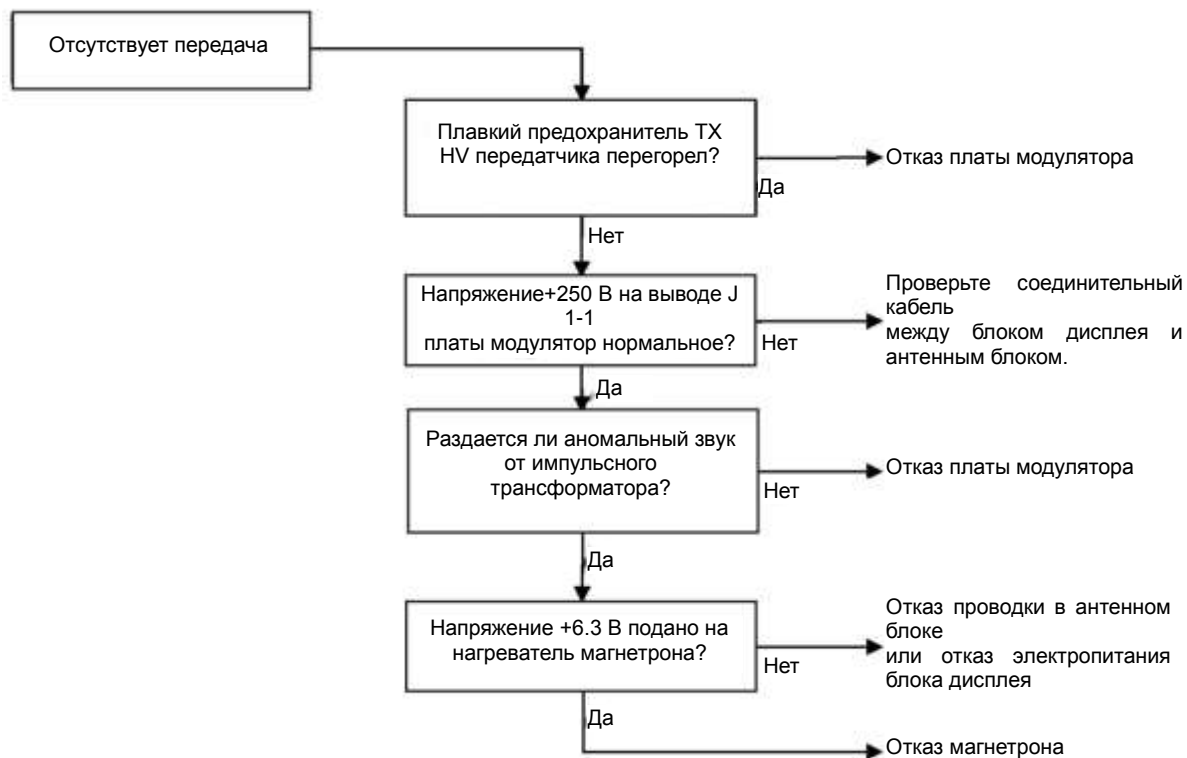 Отсутствует передача
Плавкий предохранитель TX
HV передатчика перегорел?
Отказ платы модулятора
Да
Нет
Напряжение+250 В на выводе J
1-1
платы модулятор нормальное?
Проверьте соединительный
кабель
между блоком дисплея и
антенным блоком.
Нет
Да
Раздается ли аномальный звук
от импульсного
трансформатора?
Отказ платы модулятора
Нет
Да
Напряжение +6.3 В подано на
нагреватель магнетрона?
Отказ проводки в антенном
блоке
или отказ электропитания
блока дисплея
Нет
Да
Отказ магнетрона